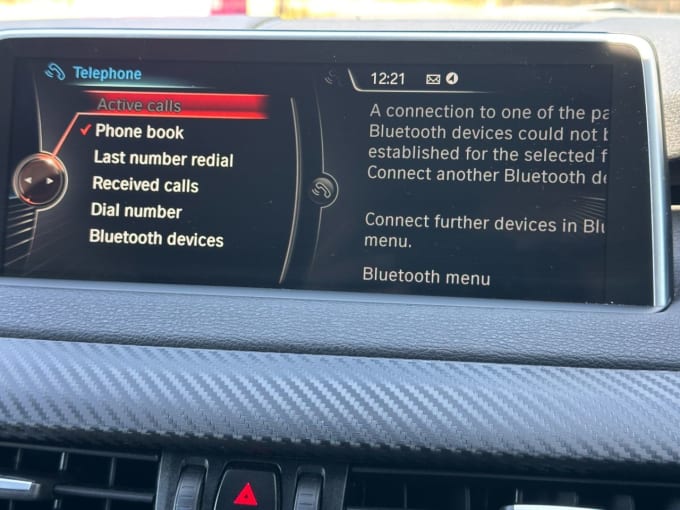 Telephone
Active calls
Phone book
Last number redial
Received calls
Dial number
Bluetooth devices
12:21
A connection to one of the pa
Bluetooth devices could not b
established for the selected f
Connect another Bluetooth de
Connect further devices in Blu
menu.
Bluetooth menu